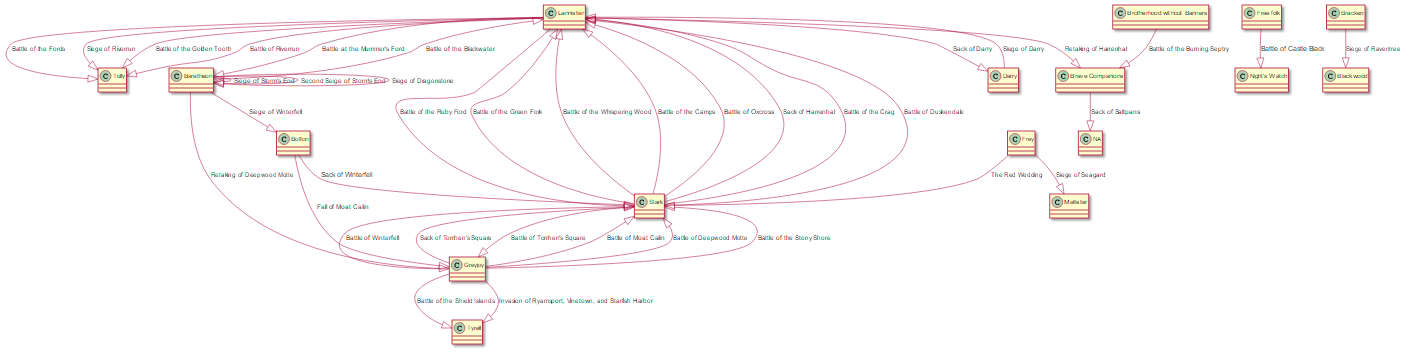 C Lannister
C Brotherhood without Banners
C Free folk
C Bracken
Battle of the Fords
Siege of Riverrun
Battle of the Golden Tooth
Battle of Riverrun
Battle at the Mummer's Ford
Battle of the Blackwater
Sack of Darry
Siege of Darry
Retaking of Harrenhal
Battle of the Burning Septry
Battle of Castle Black
Siege of Raventree
C Tully
C Baratheon
Siege of Storm's End
Second Seige of Storm's End
Siege of Dragonstone
C Darry
C Brave Companions
C Night's Watch
C Blackwood
Siege of Winterfell
Battle of the Ruby Ford
Battle of the Green Fork
Battle of the Whispering Wood
Battle of the Camps
Battle of Oxcross
Sack of Harrenhal
Battle of the Crag
Battle of Duskendale
Sack of Saltpans
C Bolton
C Frey
C NA
Retaking of Deepwood Motte
Sack of Winterfell
The Red Wedding
Siege of Seagard
Fall of Moat Cailin
C Stark
C Mallister
Battle of Winterfell
Sack of Torrhen's Square
Battle of Torrhen's Square
Battle of Moat Cailin
Battle of Deepwood Motte
Battle of the Stony Shore
C Greyjoy
Battle of the Shield Islands
Invasion of Ryamsport, Vinetown, and Starfish Harbor
C Tyrell